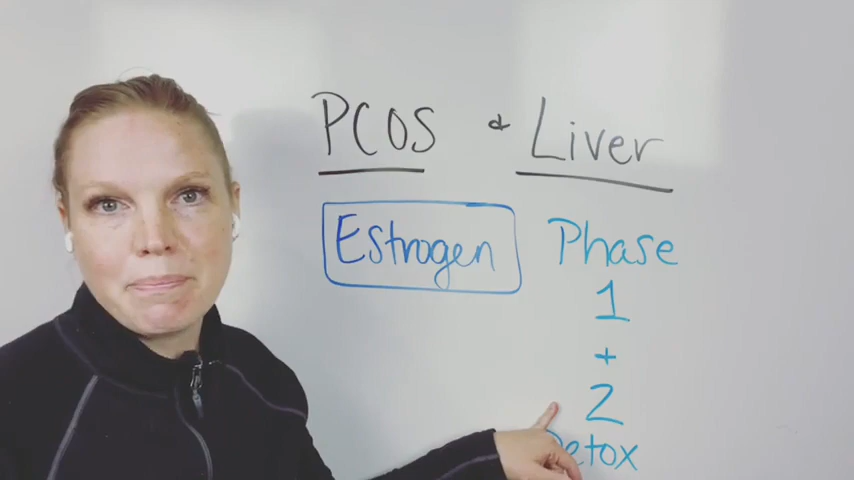 PCOS & Liver
Estrogen Phase
1
+
2
Detox